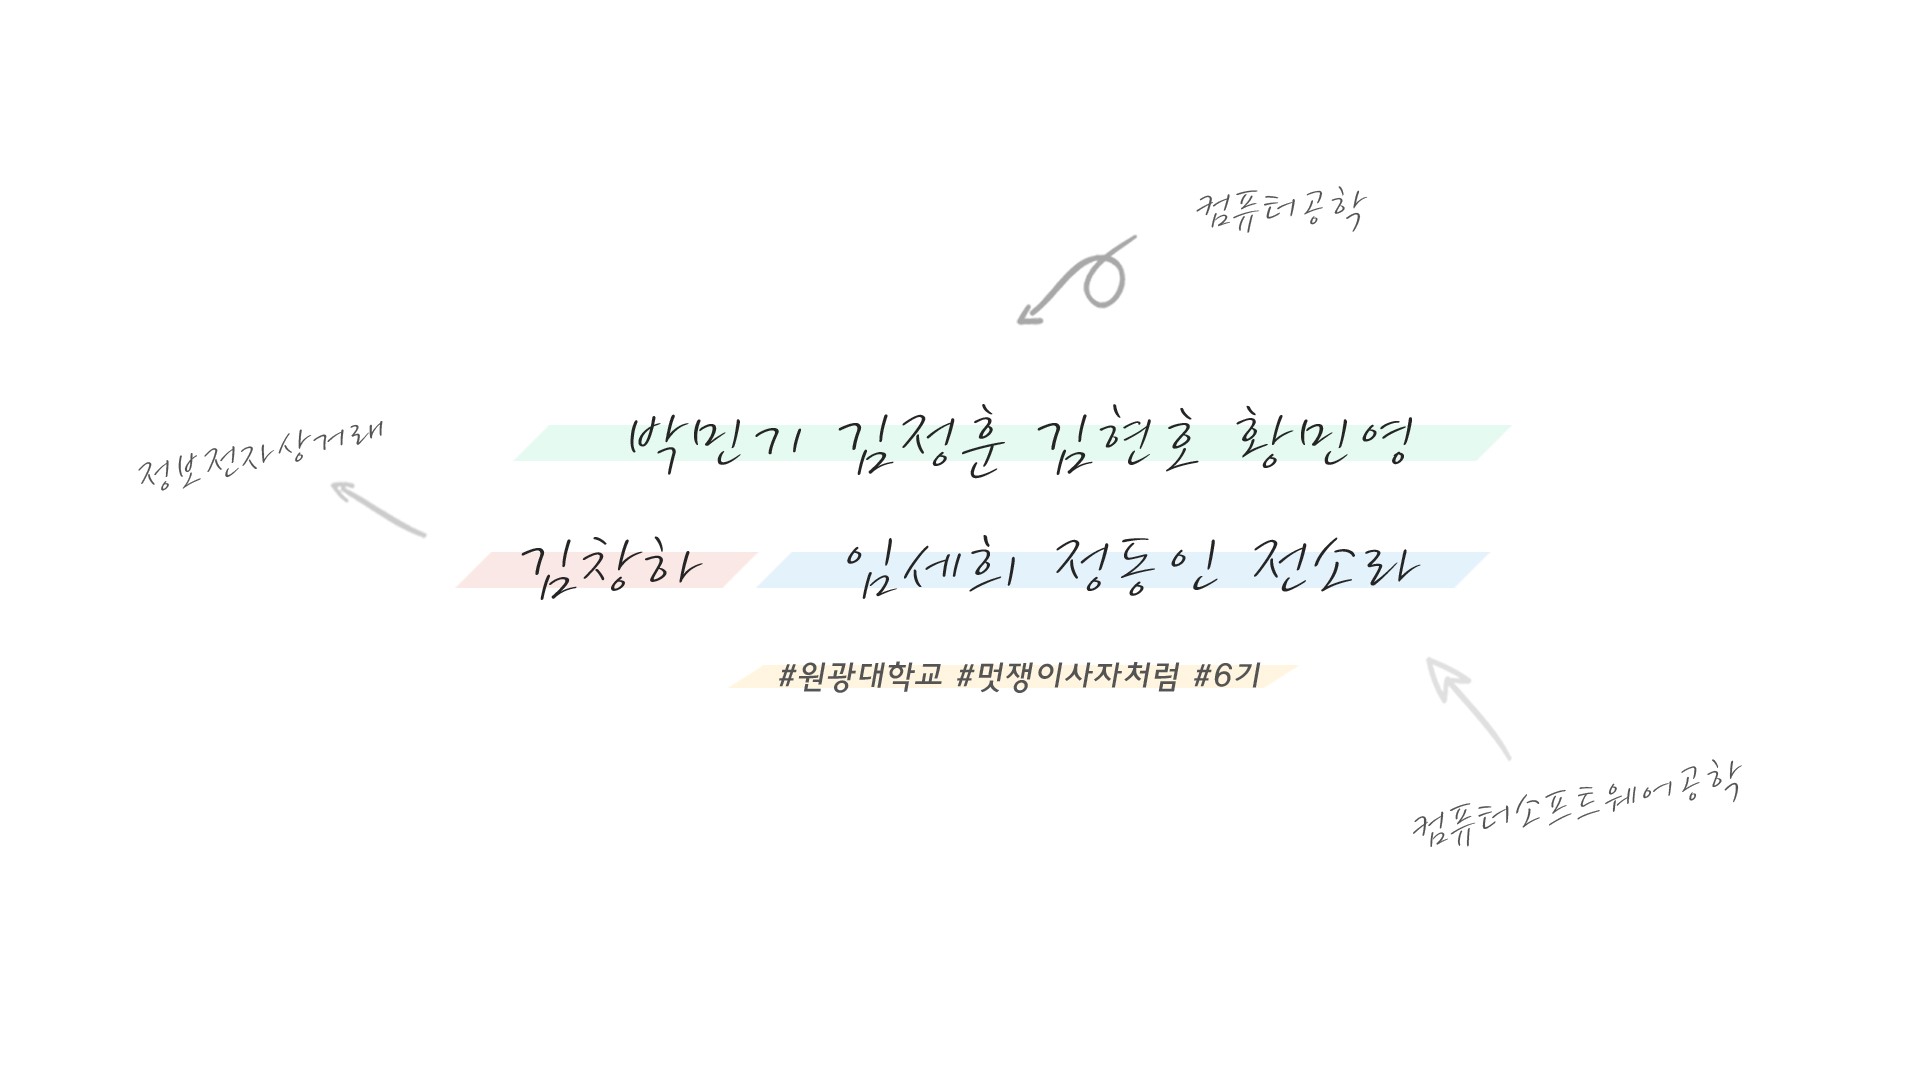 컴퓨터공학
박민기 김정훈 김현호 황민영
정보전자상거래
김창하 임세희 정동인 전소라
#원광대학교 #멋쟁이사자처럼 #6기
컴퓨터소프트웨어공학